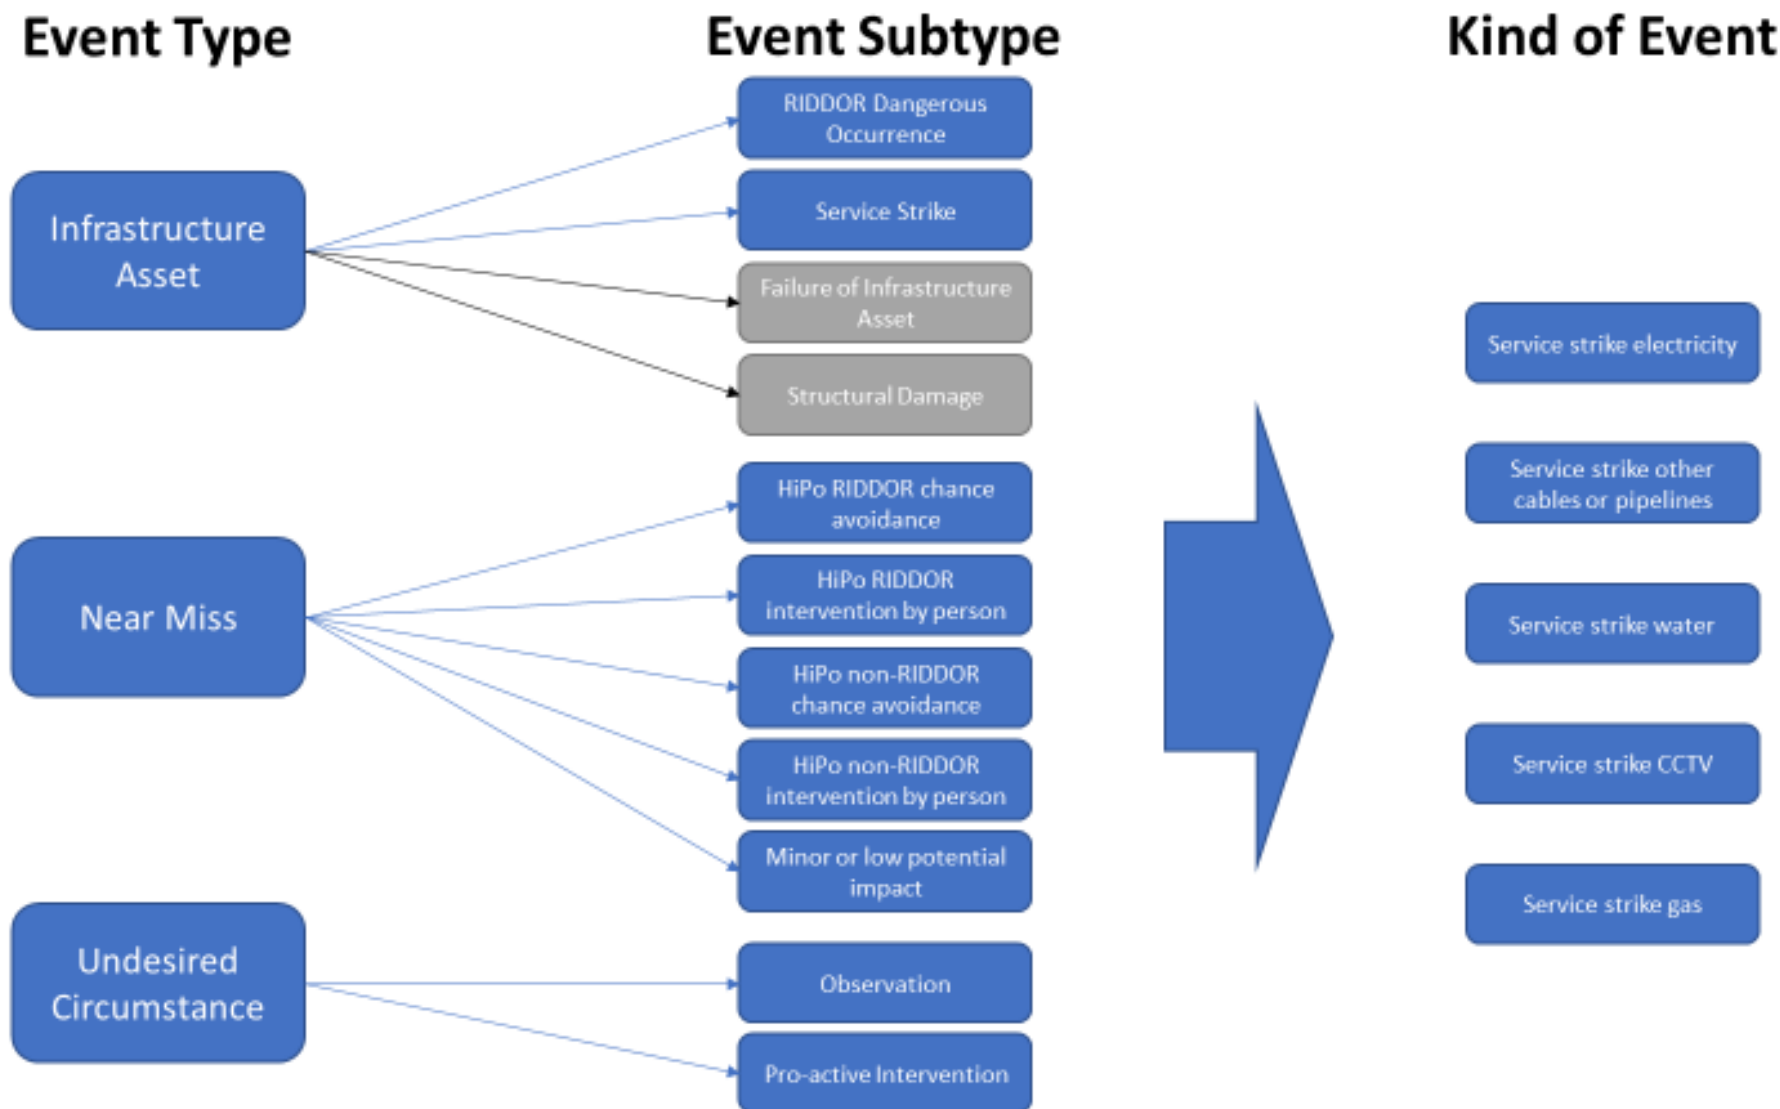 Event Type
Event Subtype
Kind of Event
Infrastructure
Asset
RIDDOR Dangerous
Occurrence
Service Strike
Failure of Infrastructure
Asset
Structural Damage
Near Miss
HiPo RIDDOR chance
avoidance
HiPo RIDDOR
intervention by person
HiPo non-RIDDOR
chance avoidance
HiPo non-RIDDOR
intervention by person
Minor or low potential
impact
Undesired
Circumstance
Observation
Pro-active Intervention
Service strike electricity
Service strike other
cables or pipelines
Service strike water
Service strike CCTV
Service strike gas